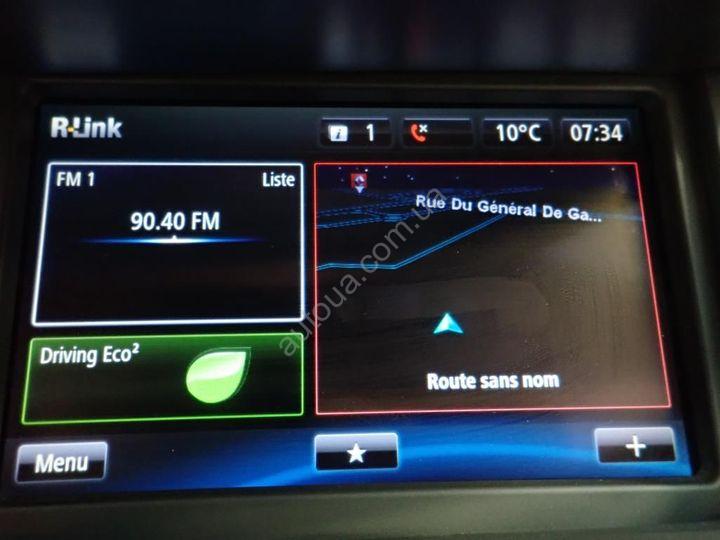 R-Link
1
10°C
07:34
FM 1
Liste
90.40 FM
Rue Du Général De Ga...
Driving Eco²
Route sans nom
Menu
autoua.com.ua